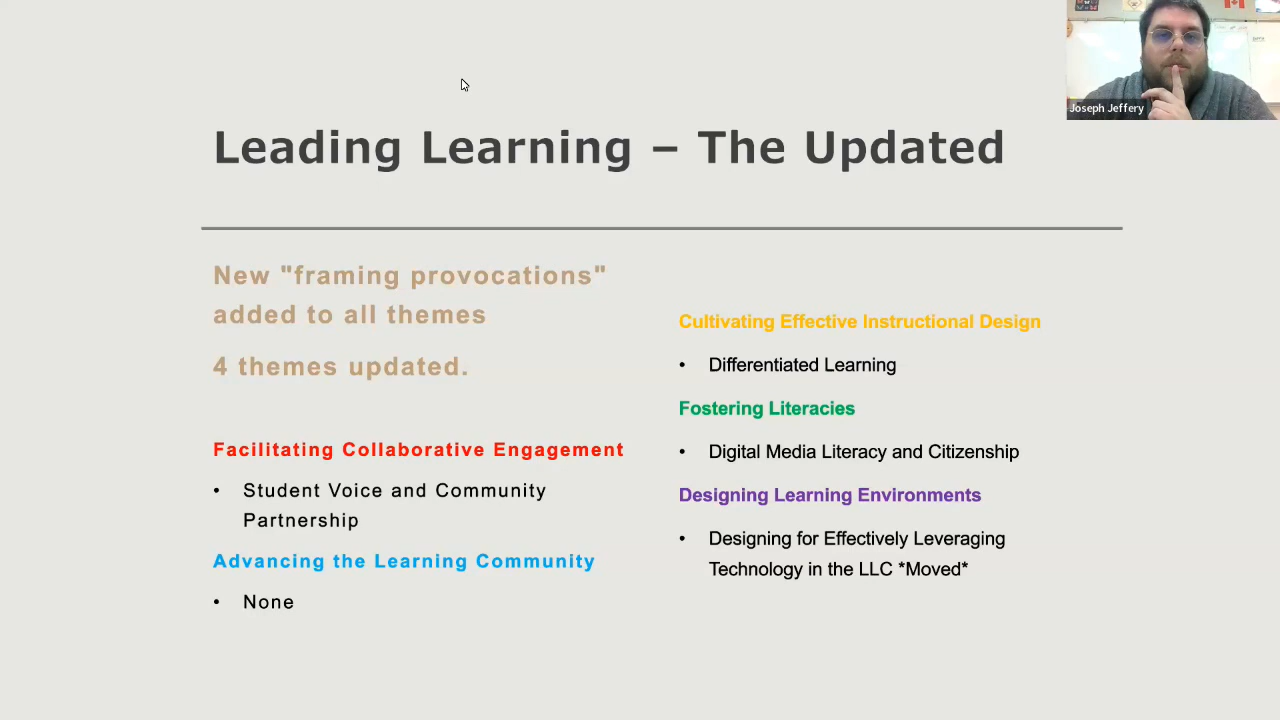 Joseph Jeffery
Leading Learning – The Updated
New "framing provocations"
added to all themes
4 themes updated.
Facilitating Collaborative Engagement
• Student Voice and Community
Partnership
Advancing the Learning Community
• None
Cultivating Effective Instructional Design
• Differentiated Learning
Fostering Literacies
• Digital Media Literacy and Citizenship
Designing Learning Environments
• Designing for Effectively Leveraging
Technology in the LLC *Moved*